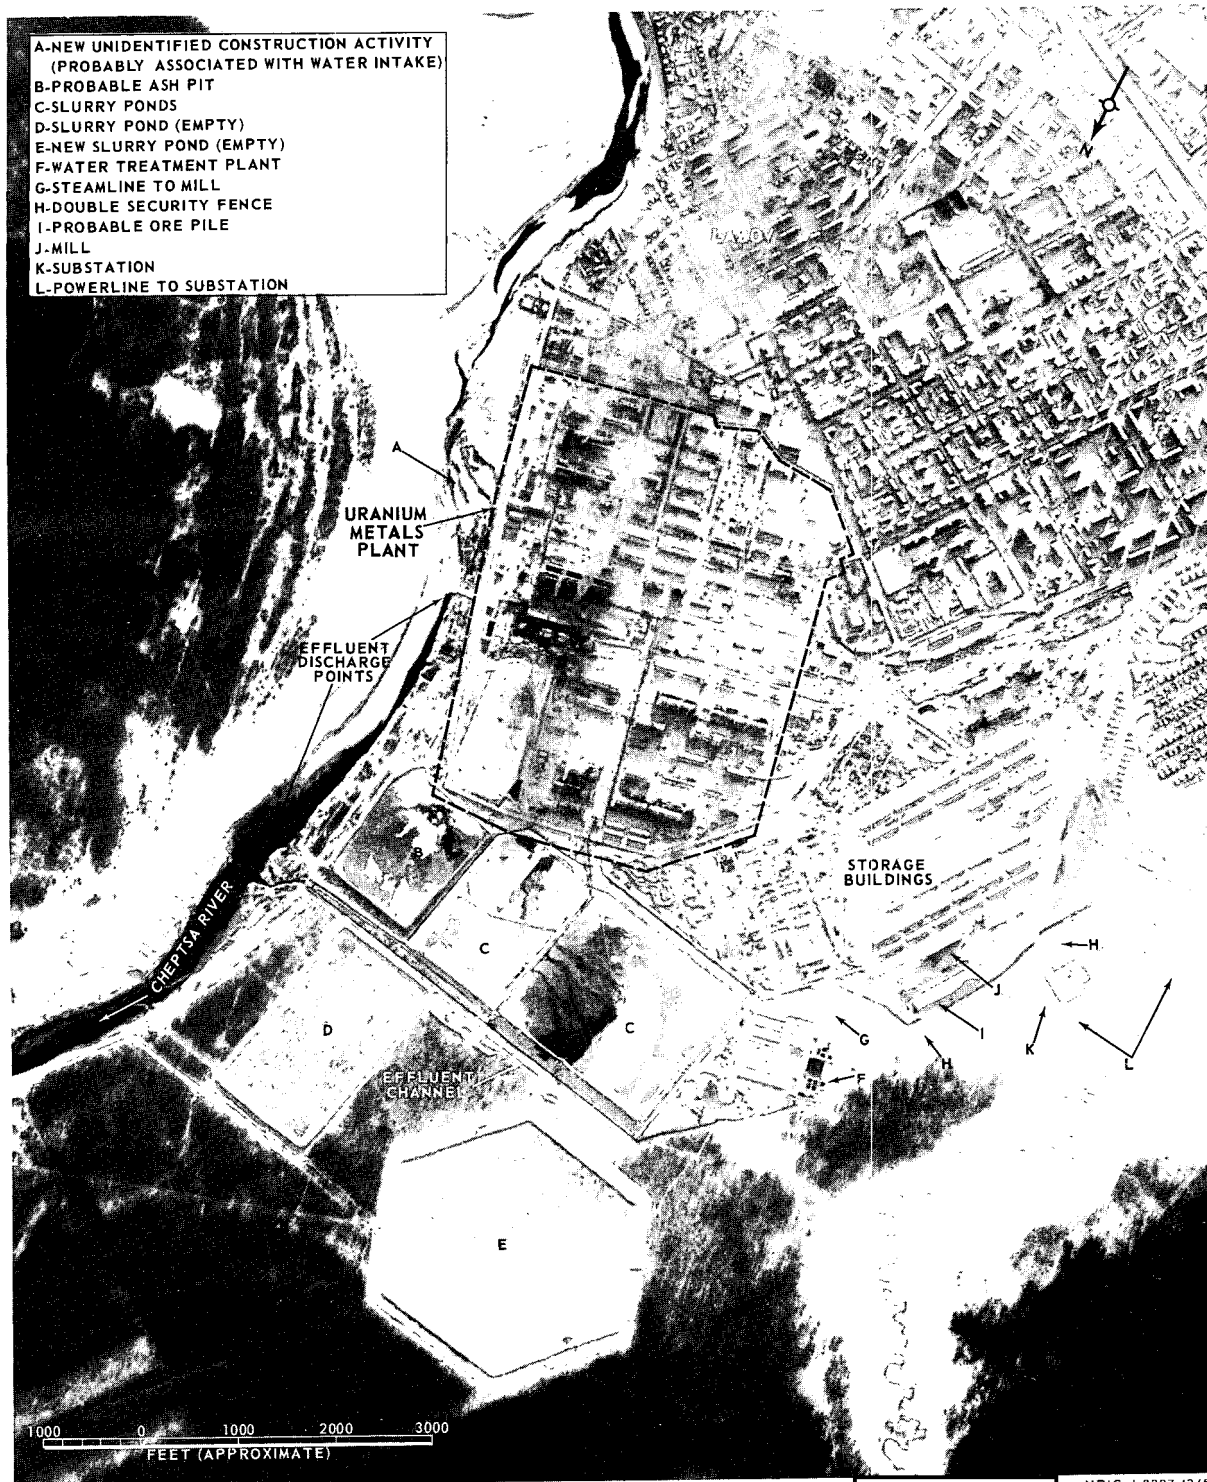 A-NEW UNIDENTIFIED CONSTRUCTION ACTIVITY
(PROBABLY ASSOCIATED WITH WATER INTAKE)
B-PROBABLE ASH PIT
C-SLURRY PONDS
D-SLURRY POND (EMPTY)
E-NEW SLURRY POND (EMPTY)
F-WATER TREATMENT PLANT
G-STEAMLINE TO MILL
H-DOUBLE SECURITY FENCE
I-PROBABLE ORE PILE
J-MILL
K-SUBSTATION
L-POWERLINE TO SUBSTATION
N
GLAZOV
A
URANIUM
METALS
PLANT
EFFLUENT
DISCHARGE
POINTS
B
STORAGE
BUILDINGS
CHEPTSA RIVER
C
H
J
D
C
G
I
K
H
L
EFFLUENT
CHANNEL
F
E
1000 0 1000 2000 3000
FEET (APPROXIMATE)